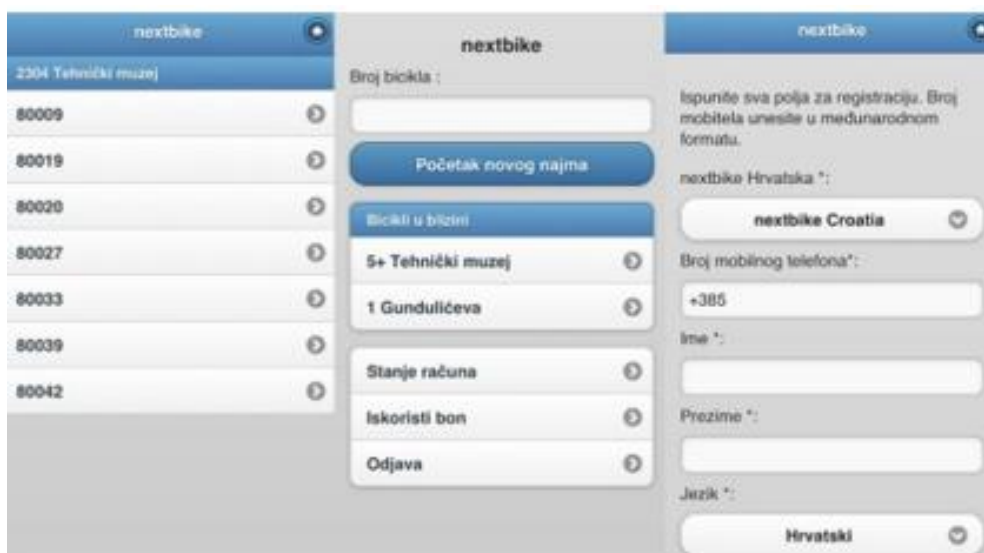 nextbike
2304 Tehnički muzej
80009
80019
80020
80027
80033
80039
80042
nextbike
Broj bicikla :
Početak novog najma
Bicikli u blizini
5+ Tehnički muzej
1 Gundulićeva
Stanje računa
Iskoristi bon
Odjava
nextbike
Ispunite sva polja za registraciju. Broj
mobitela unesite u međunarodnom
formatu.
nextbike Hrvatska *:
nextbike Croatia
Broj mobilnog telefona*:
+385
Ime *:
Prezime *:
Jezik *:
Hrvatski